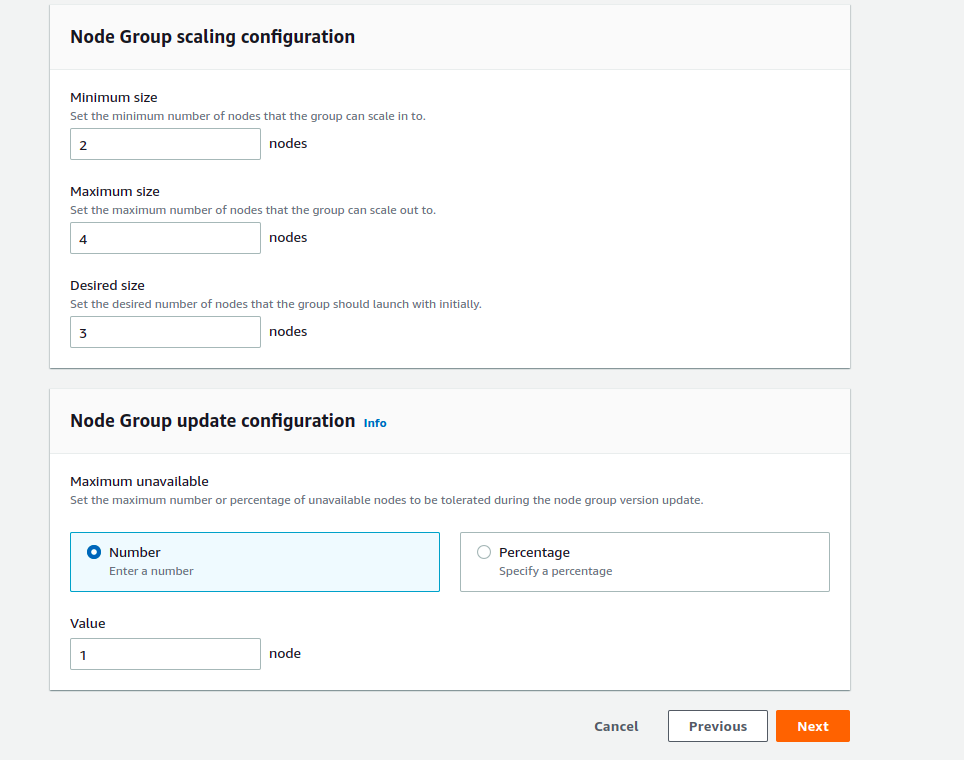 Node Group scaling configuration
Minimum size
Set the minimum number of nodes that the group can scale in to.
2 nodes
Maximum size
Set the maximum number of nodes that the group can scale out to.
4 nodes
Desired size
Set the desired number of nodes that the group should launch with initially.
3 nodes
Node Group update configuration Info
Maximum unavailable
Set the maximum number or percentage of unavailable nodes to be tolerated during the node group version update.
Number Percentage
Enter a number Specify a percentage
Value
1 node
Cancel Previous Next